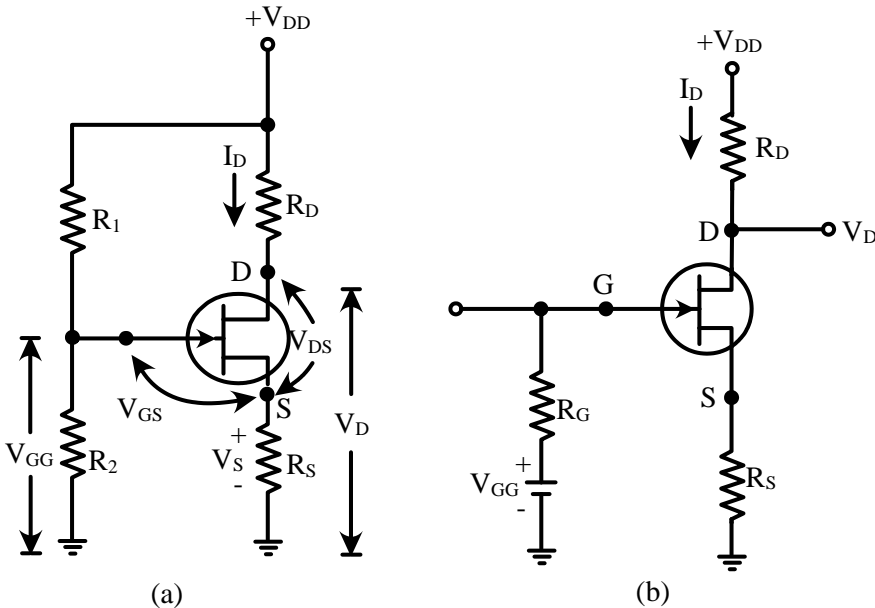 +VDD
ID
R1
RD
D
VDS
VGS
S
VGG
R2
+
VS
-
RS
VD
(a)
+VDD
ID
RD
D
VD
G
S
RG
+
VGG
-
RS
(b)